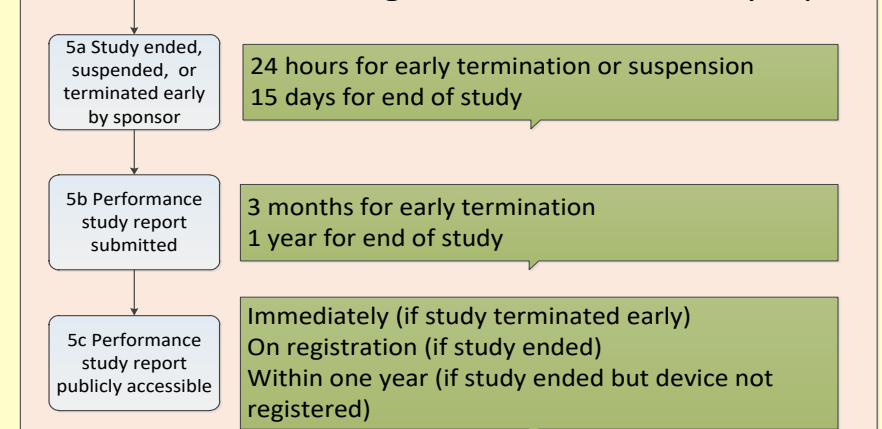 5a Study ended,
suspended, or
terminated early
by sponsor
24 hours for early termination or suspension
15 days for end of study
5b Performance
study report
submitted
3 months for early termination
1 year for end of study
5c Performance
study report
publicly accessible
Immediately (if study terminated early)
On registration (if study ended)
Within one year (if study ended but device not
registered)